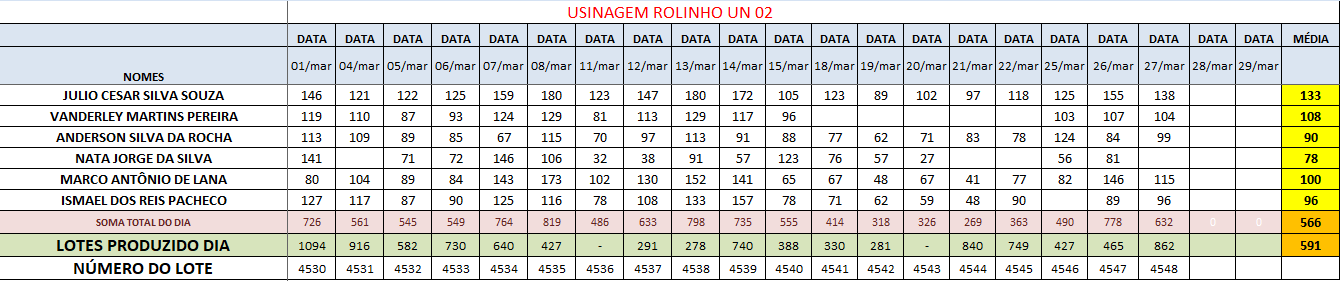 USINAGEM ROLINHO UN 02
DATA DATA DATA DATA DATA DATA DATA DATA DATA DATA DATA DATA DATA DATA DATA DATA DATA DATA DATA DATA DATA MÉDIA
NOMES 01/mar 04/mar 05/mar 06/mar 07/mar 08/mar 11/mar 12/mar 13/mar 14/mar 15/mar 18/mar 19/mar 20/mar 21/mar 22/mar 25/mar 26/mar 27/mar 28/mar 29/mar
JULIO CESAR SILVA SOUZA 146 121 122 125 159 180 123 147 180 172 105 123 89 102 97 118 125 155 138 133
VANDERLEY MARTINS PEREIRA 119 110 87 93 124 129 81 113 129 117 96 103 107 104 108
ANDERSON SILVA DA ROCHA 113 109 89 85 67 115 70 97 113 91 88 77 62 71 83 78 124 84 99 90
NATA JORGE DA SILVA 141 71 72 146 106 32 38 91 57 123 76 57 27 56 81 78
MARCO ANTÔNIO DE LANA 80 104 89 84 143 173 102 130 152 141 65 67 48 67 41 77 82 146 115 100
ISMAEL DOS REIS PACHECO 127 117 87 90 125 116 78 108 133 157 78 71 62 59 48 90 89 96 96
SOMA TOTAL DO DIA 726 561 545 549 764 819 486 633 798 735 555 414 318 326 269 363 490 778 632 0 0 566
LOTES PRODUZIDO DIA 1094 916 582 730 640 427 - 291 278 740 388 330 281 - 840 749 427 465 862 591
NÚMERO DO LOTE 4530 4531 4532 4533 4534 4535 4536 4537 4538 4539 4540 4541 4542 4543 4544 4545 4546 4547 4548